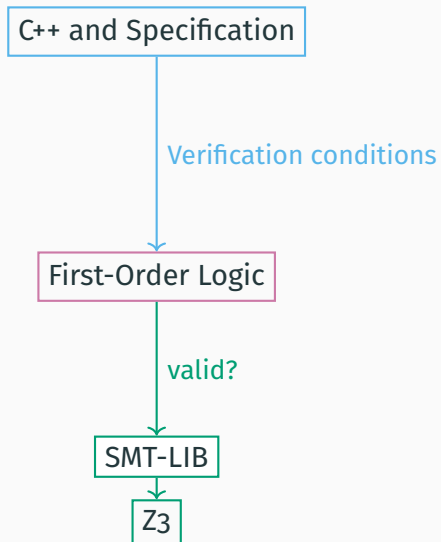 C++ and Specification
Verification conditions
First-Order Logic
valid?
SMT-LIB
Z3